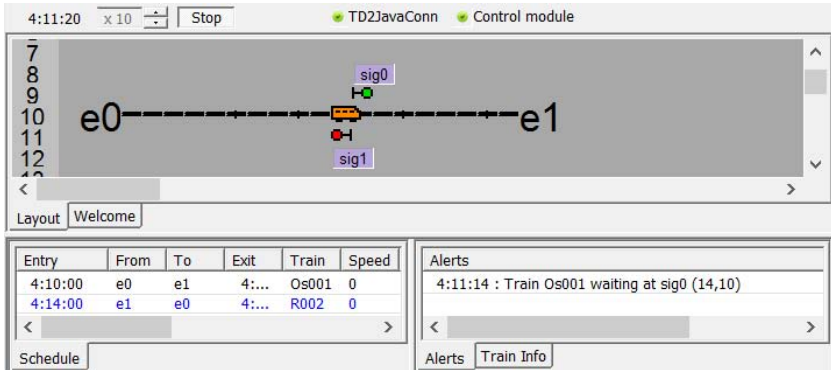 4:11:20 x 10 Stop TD2JavaConn Control module
7
8 sig0
9
10 e0 e1
11
12 sig1
Layout Welcome
Entry From To Exit Train Speed
4:10:00 e0 e1 4:... Os001 0
4:14:00 e1 e0 4:... R002 0
Schedule
Alerts
4:11:14 : Train Os001 waiting at sig0 (14,10)
Alerts Train Info